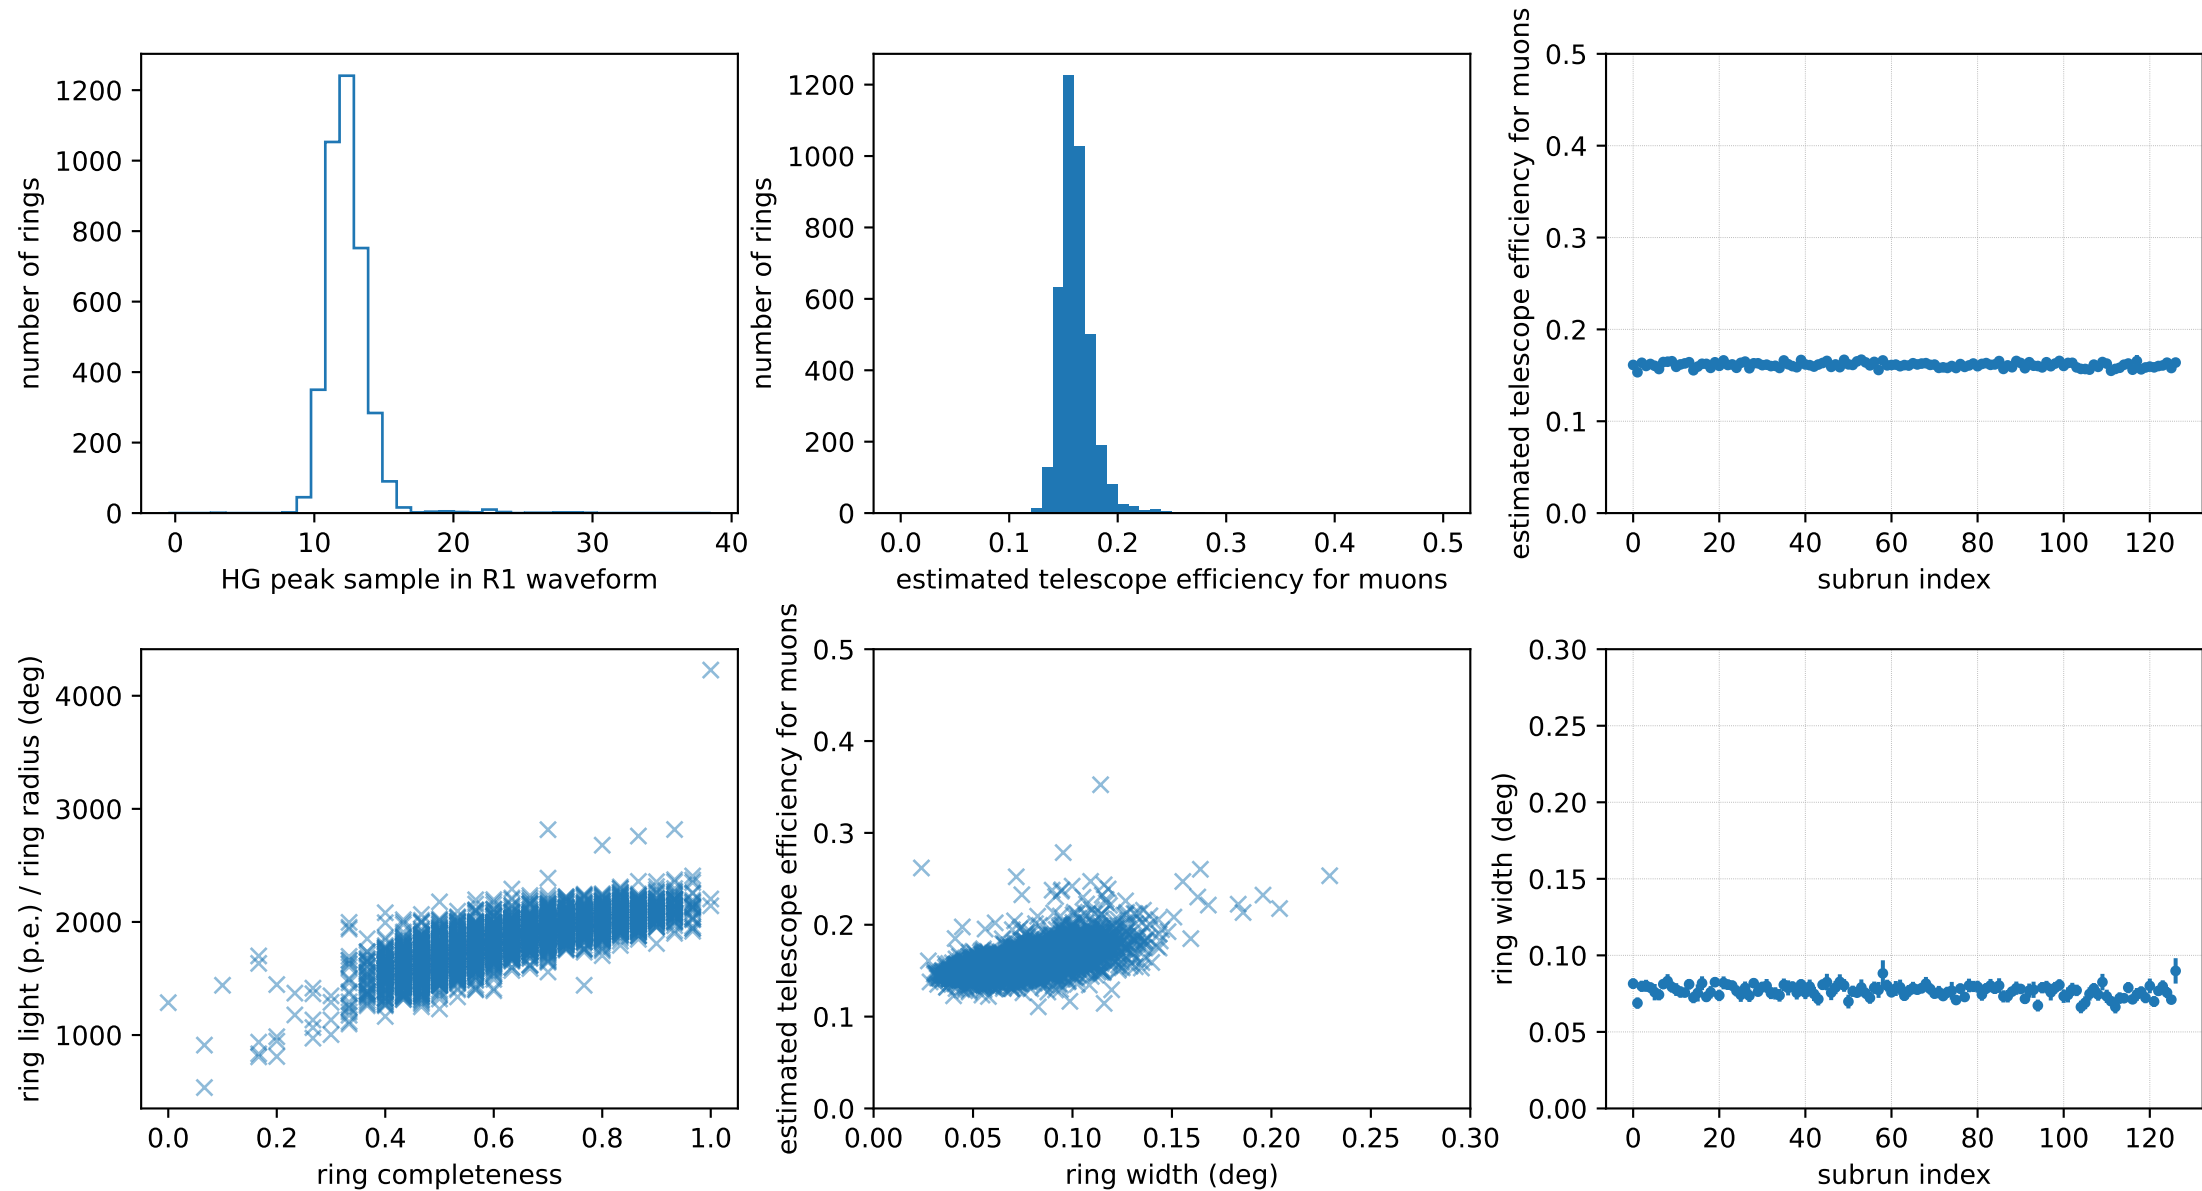 number of rings
1200
1000
800
600
400
200
0
0 10 20 30 40
HG peak sample in R1 waveform
number of rings
1200
1000
800
600
400
200
0
0.0 0.1 0.2 0.3 0.4 0.5
estimated telescope efficiency for muons
estimated telescope efficiency for muons
0.5
0.4
0.3
0.2
0.1
0.0
0 20 40 60 80 100 120
subrun index
ring light (p.e.) / ring radius (deg)
4000
3000
2000
1000
0.0 0.2 0.4 0.6 0.8 1.0
ring completeness
estimated telescope efficiency for muons
0.5
0.4
0.3
0.2
0.1
0.0
0.00 0.05 0.10 0.15 0.20 0.25 0.30
ring width (deg)
ring width (deg)
0.30
0.25
0.20
0.15
0.10
0.05
0.00
0 20 40 60 80 100 120
subrun index